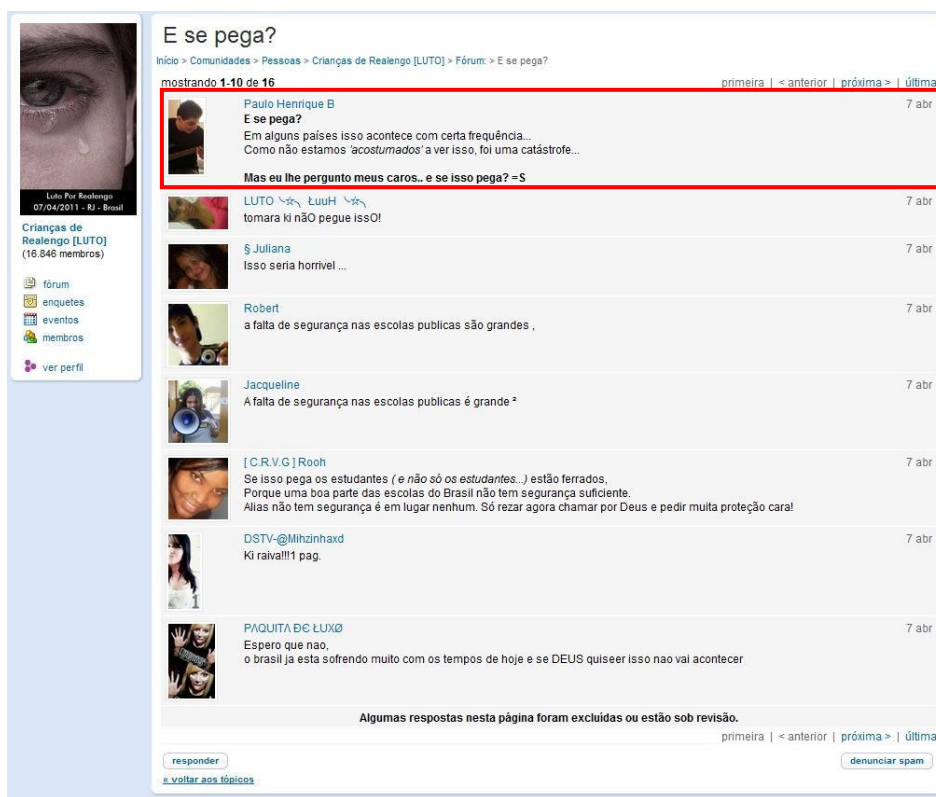 Luto Por Realengo
07/04/2011 - RJ - Brasil
Crianças de
Realengo [LUTO]
(16.846 membros)
fórum
enquetes
eventos
membros
ver perfil
E se pega?
Início > Comunidades > Pessoas > Crianças de Realengo [LUTO] > Fórum: > E se pega?
mostrando 1-10 de 16 primeira | < anterior | próxima > | última
Paulo Henrique B 7 abr
E se pega?
Em alguns países isso acontece com certa frequência...
Como não estamos 'acostumados' a ver isso, foi uma catástrofe...
Mas eu lhe pergunto meus caros.. e se isso pega? =S
LUTO ╰☆╮ ŁuuH ╰☆╮ 7 abr
tomara ki nãO pegue issO!
§ Juliana 7 abr
Isso seria horrivel ...
Robert 7 abr
a falta de segurança nas escolas publicas são grandes ,
Jacqueline 7 abr
A falta de segurança nas escolas publicas é grande ²
[ C.R.V.G ] Rooh 7 abr
Se isso pega os estudantes ( e não só os estudantes...) estão ferrados,
Porque uma boa parte das escolas do Brasil não tem segurança suficiente.
Alias não tem segurança é em lugar nenhum. Só rezar agora chamar por Deus e pedir muita proteção cara!
DSTV-@Mihzinhaxd 7 abr
Ki raiva!!!1 pag.
PΛQUITΛ ĐЄ ŁUXØ 7 abr
Espero que nao,
o brasil ja esta sofrendo muito com os tempos de hoje e se DEUS quiseer isso nao vai acontecer
Algumas respostas nesta página foram excluídas ou estão sob revisão.
primeira | < anterior | próxima > | última
responder denunciar spam
« voltar aos tópicos